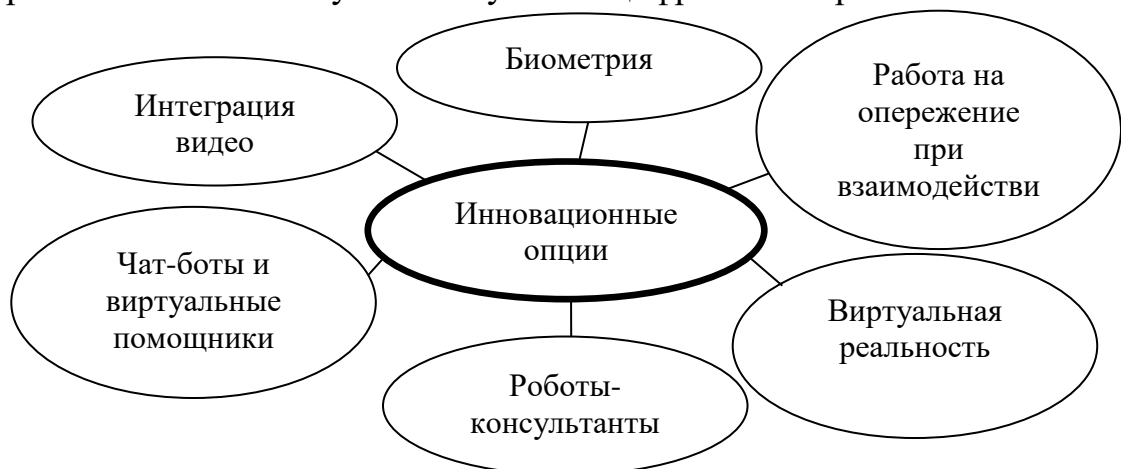 Биометрия
Работа на
опережение
при
взаимодействи
Интеграция
видео
Инновационные
опции
Чат-боты и
виртуальные
помощники
Виртуальная
реальность
Роботы-
консультанты